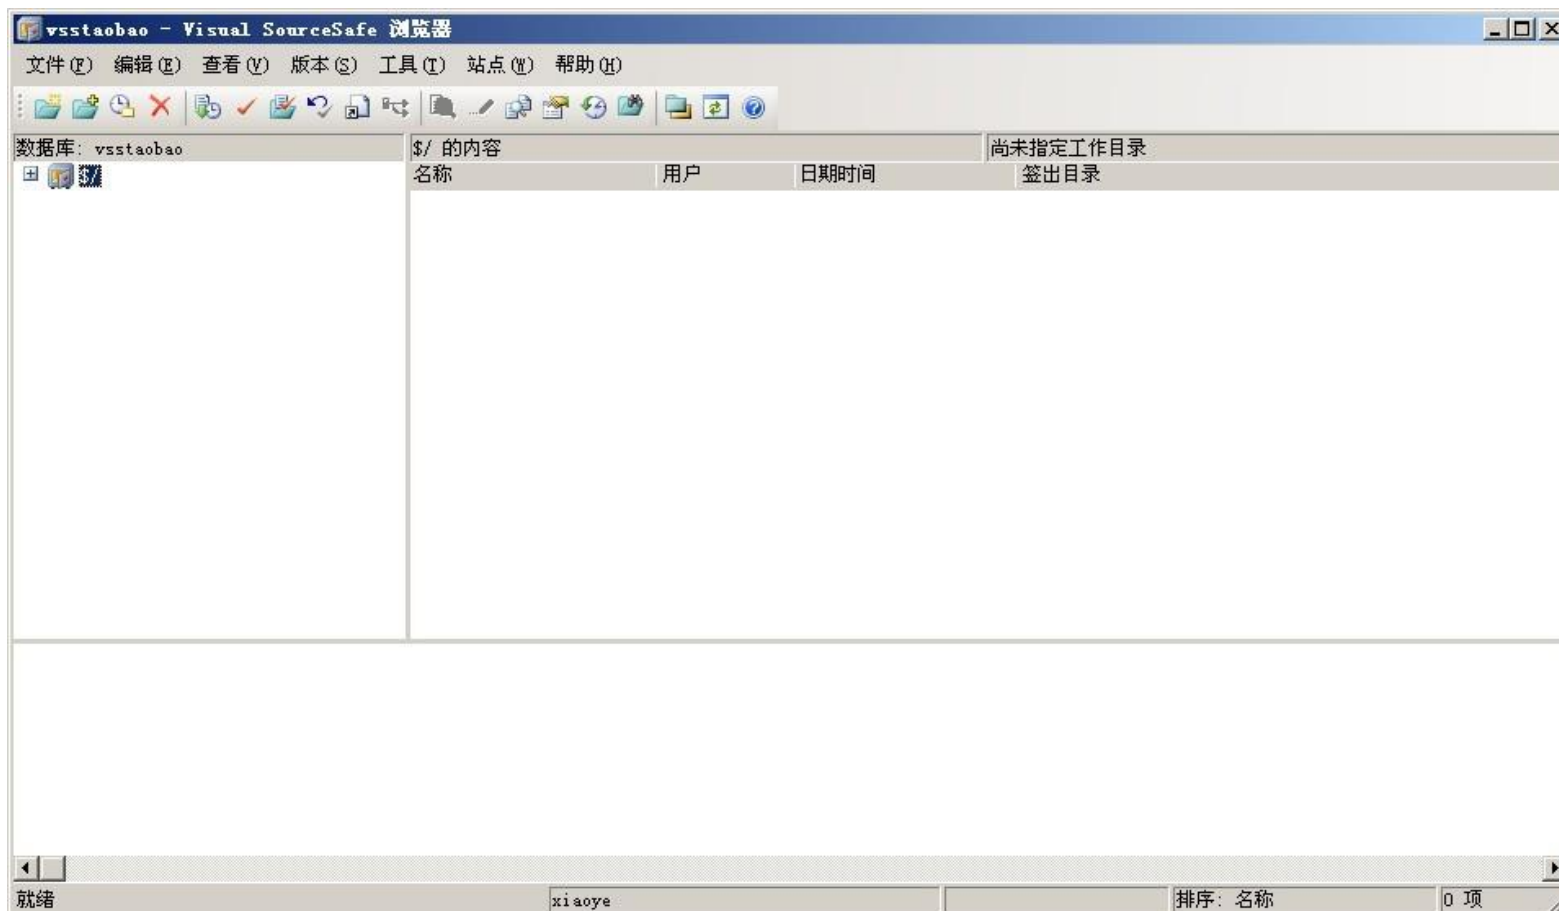 vsstaobao - Visual SourceSafe 浏览器
文件(F) 编辑(E) 查看(V) 版本(S) 工具(T) 站点(W) 帮助(H)
数据库: vsstaobao $/ 的内容 尚未指定工作目录
$/ 名称 用户 日期时间 签出目录
就绪 xiaoye 排序: 名称 0 项